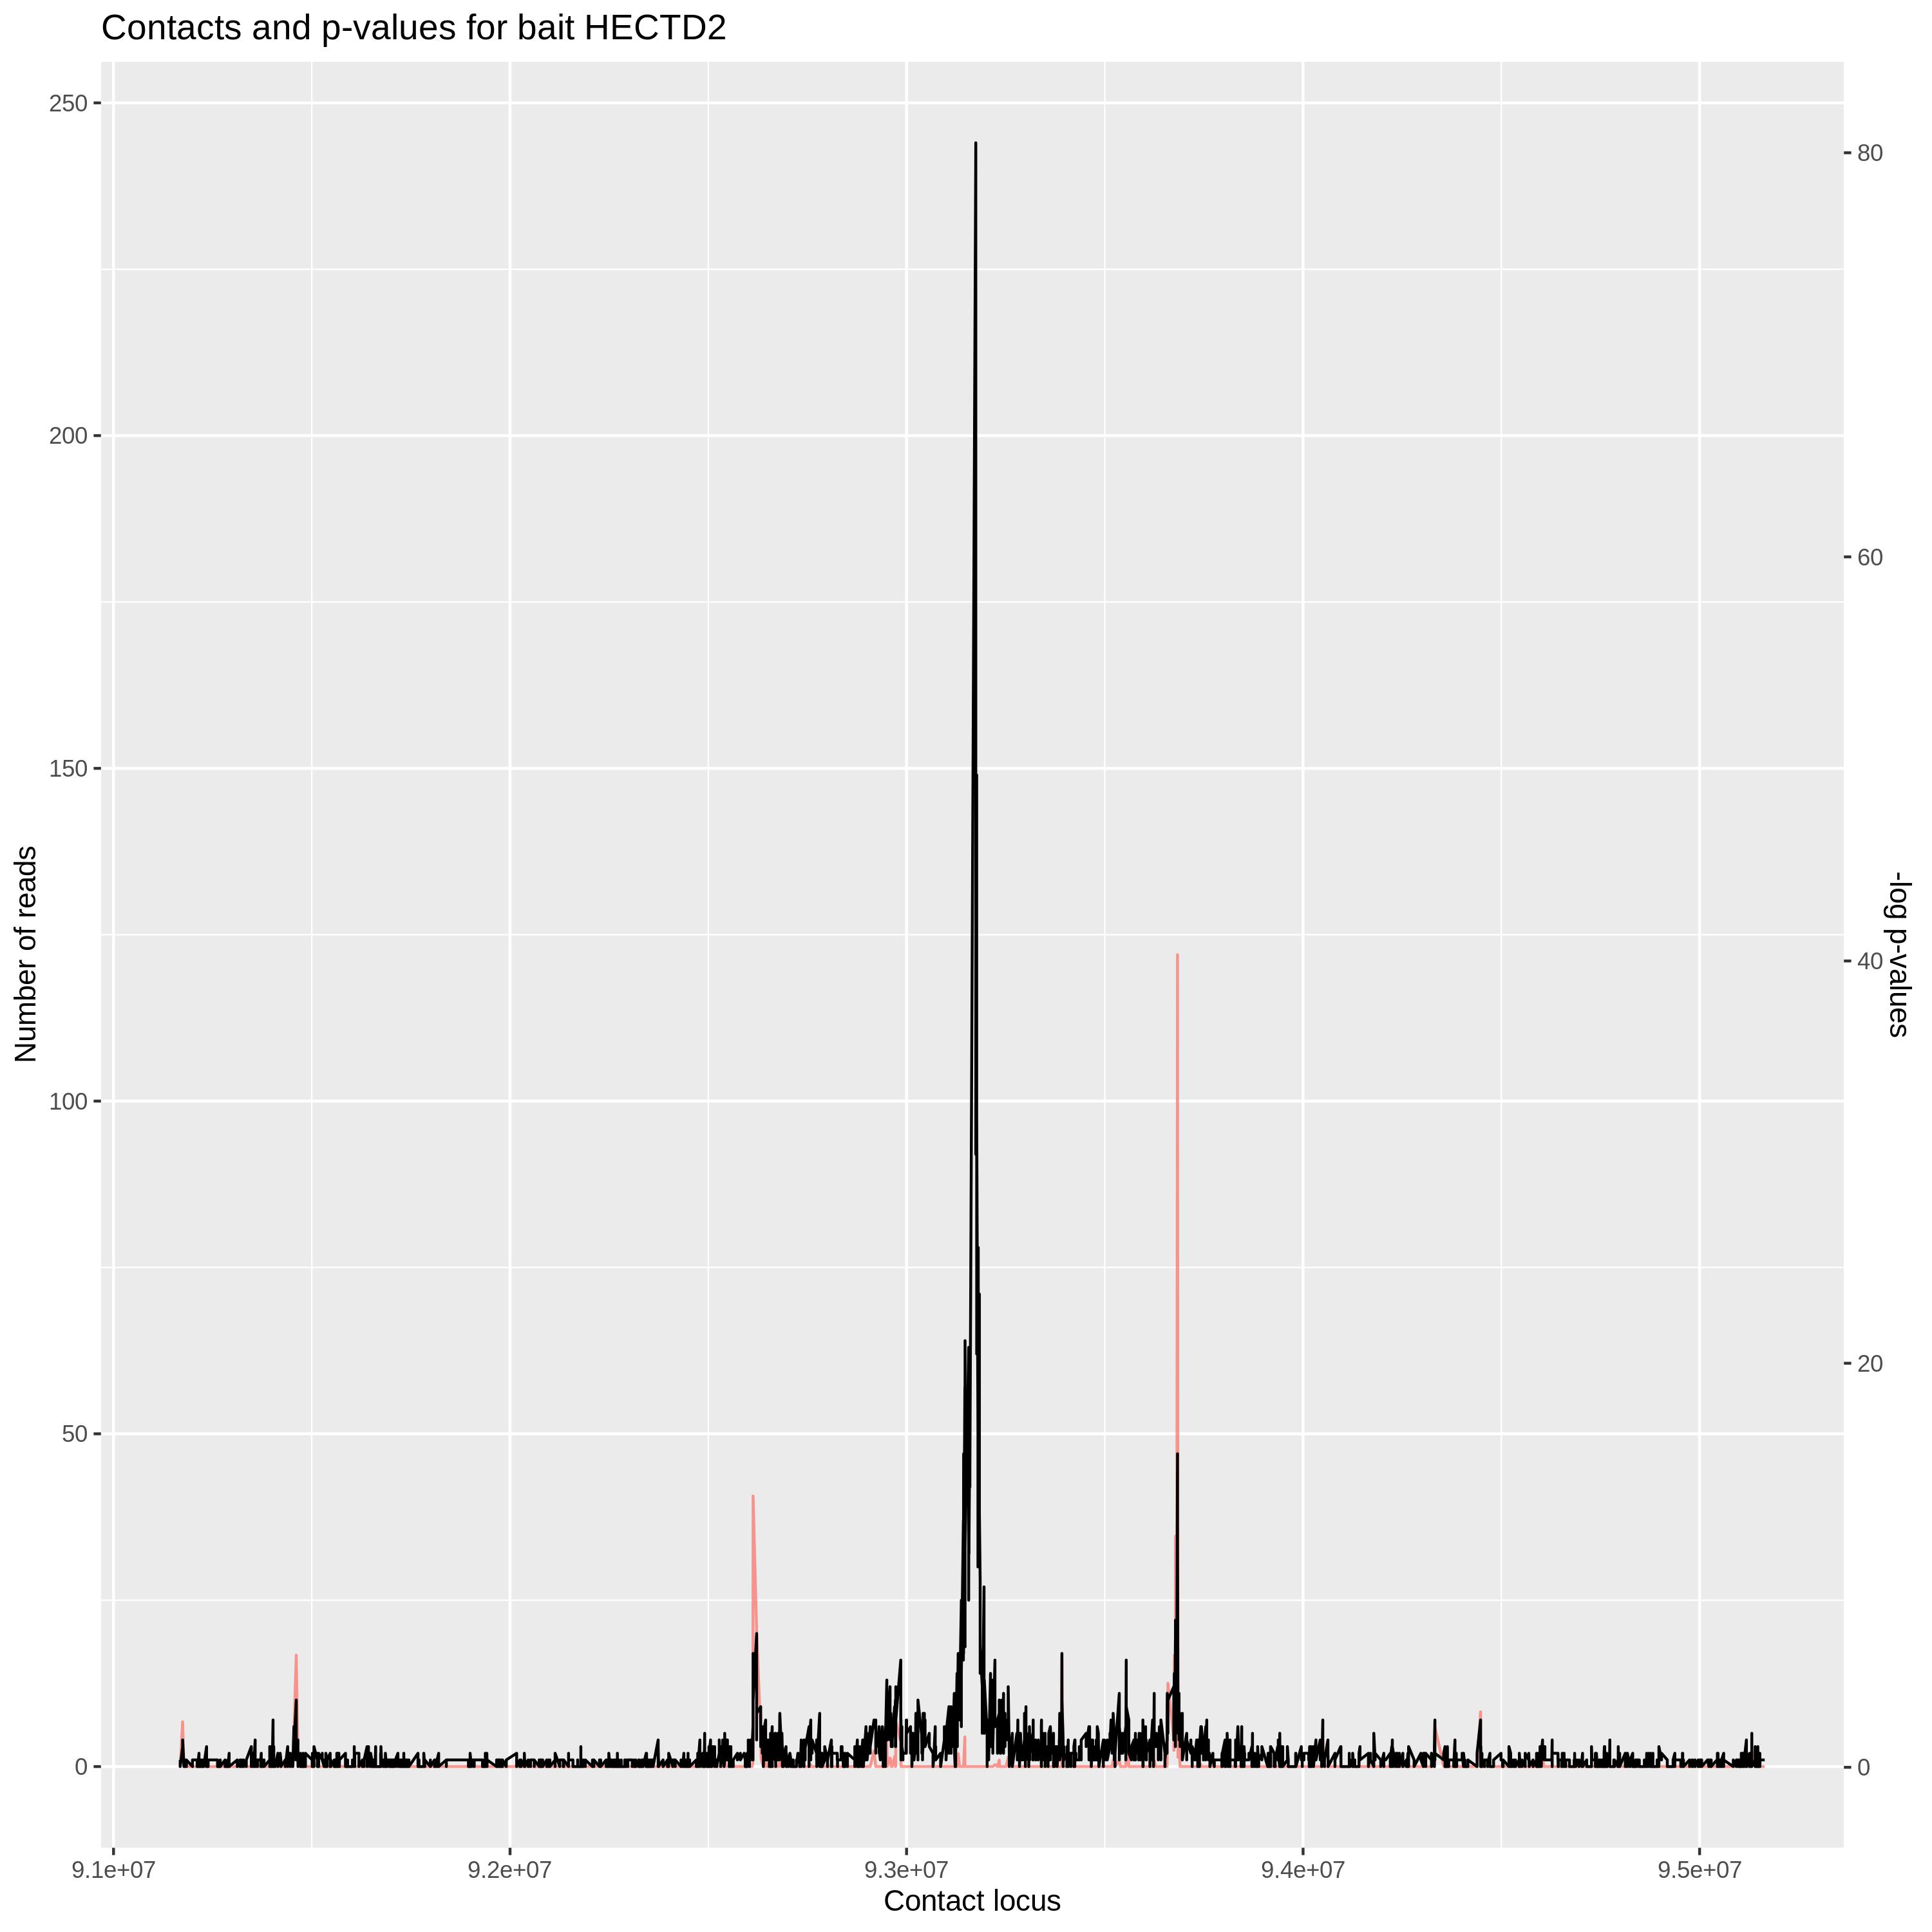 Contacts and p-values for bait HECTD2
250
200
150
100
50
0
Number of reads
80
60
40
20
0
-log p-values
9.1e+07 9.2e+07 9.3e+07 9.4e+07 9.5e+07
Contact locus